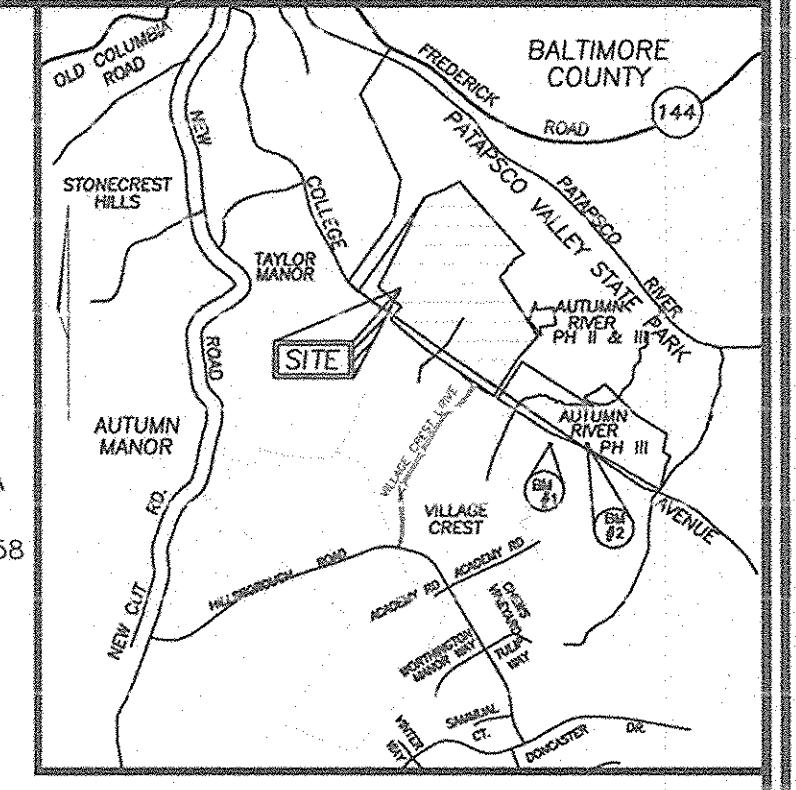 OLD COLUMBIA
ROAD
FREDERICK
ROAD
BALTIMORE
COUNTY
144
NEW
PATAPSCO VALLEY STATE PARK
PATAPSCO
RIVER
STONECREST
HILLS
COLLEGE
TAYLOR
MANOR
AUTUMN
RIVER
PH II & III
SITE
ROAD
AUTUMN
MANOR
VILLAGE CREST DRIVE
AUTUMN
RIVER
PH III
BM
#1
BM
#2
AVENUE
RD.
VILLAGE
CREST
58
NEW CUT
HILLSBOROUGH ROAD
ACADEMY RD
ACADEMY RD
CHEWS
VINEYARD
TULIP
WAY
WORTHINGTON
MANOR WAY
SAMMUAL
CT.
WAY
DONCASTER
DR.